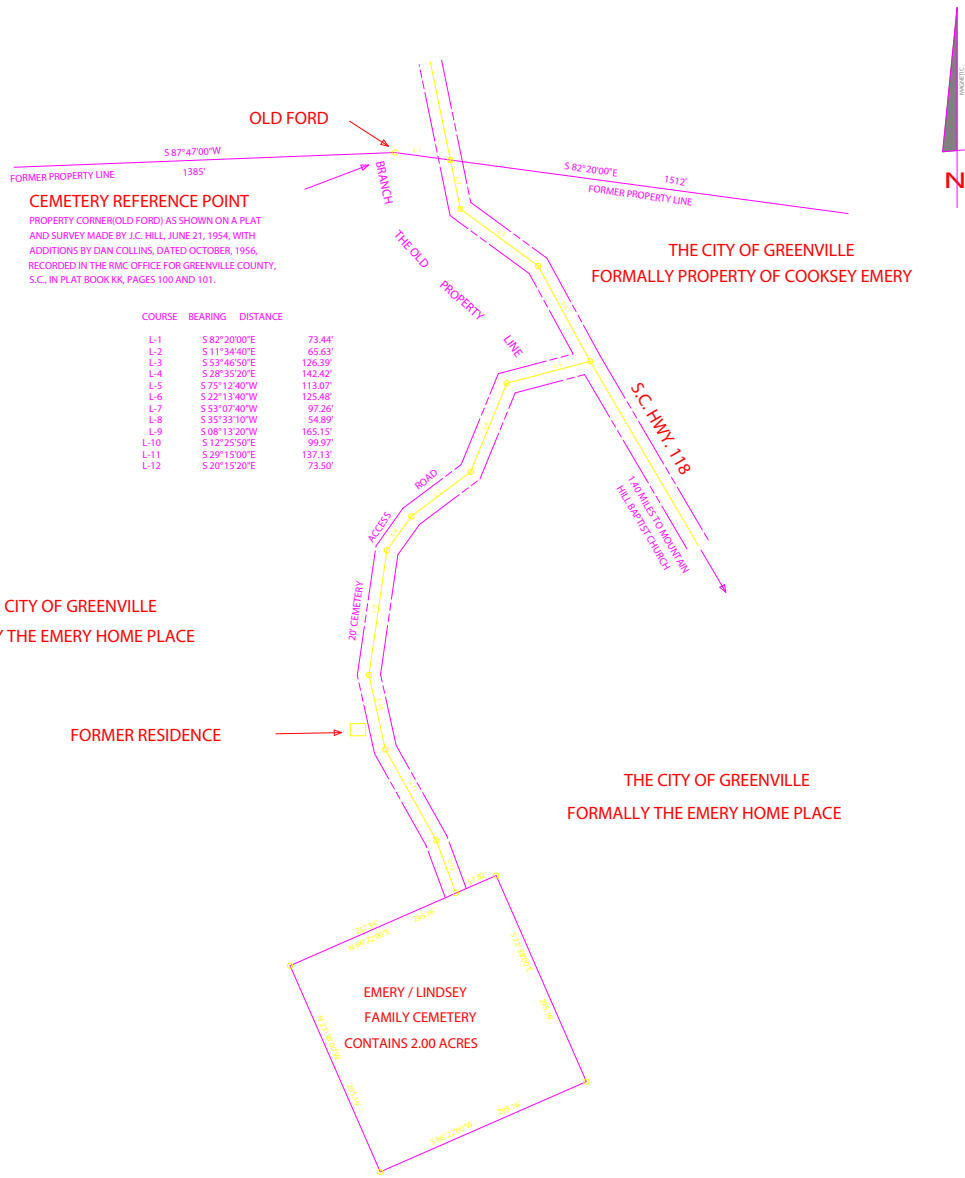 MAGNETIC
N
OLD FORD
S 87°47'00"W
1385'
FORMER PROPERTY LINE
S 82°20'00"E
1512'
FORMER PROPERTY LINE
BRANCH
THE OLD
PROPERTY
LINE
CEMETERY REFERENCE POINT
PROPERTY CORNER(OLD FORD) AS SHOWN ON A PLAT
AND SURVEY MADE BY J.C. HILL, JUNE 21, 1954, WITH
ADDITIONS BY DAN COLLINS, DATED OCTOBER, 1956,
RECORDED IN THE RMC OFFICE FOR GREENVILLE COUNTY,
S.C., IN PLAT BOOK KK, PAGES 100 AND 101.
THE CITY OF GREENVILLE
FORMALLY PROPERTY OF COOKSEY EMERY
COURSE BEARING DISTANCE
L-1 S 82°20'00"E 73.44'
L-2 S 11°34'40"E 65.63'
L-3 S 53°46'50"E 126.39'
L-4 S 28°35'20"E 142.42'
L-5 S 75°12'40"W 113.07'
L-6 S 22°13'40"W 125.48'
L-7 S 53°07'40"W 97.26'
L-8 S 35°33'10"W 54.89'
L-9 S 08°13'20"W 165.15'
L-10 S 12°25'50"E 99.97'
L-11 S 29°15'00"E 137.13'
L-12 S 20°15'20"E 73.50'
S.C. HWY. 118
1.40 MILES TO MOUNTAIN
HILL BAPTIST CHURCH
20' CEMETERY
ACCESS
ROAD
CITY OF GREENVILLE
Y THE EMERY HOME PLACE
FORMER RESIDENCE
THE CITY OF GREENVILLE
FORMALLY THE EMERY HOME PLACE
EMERY / LINDSEY
FAMILY CEMETERY
CONTAINS 2.00 ACRES